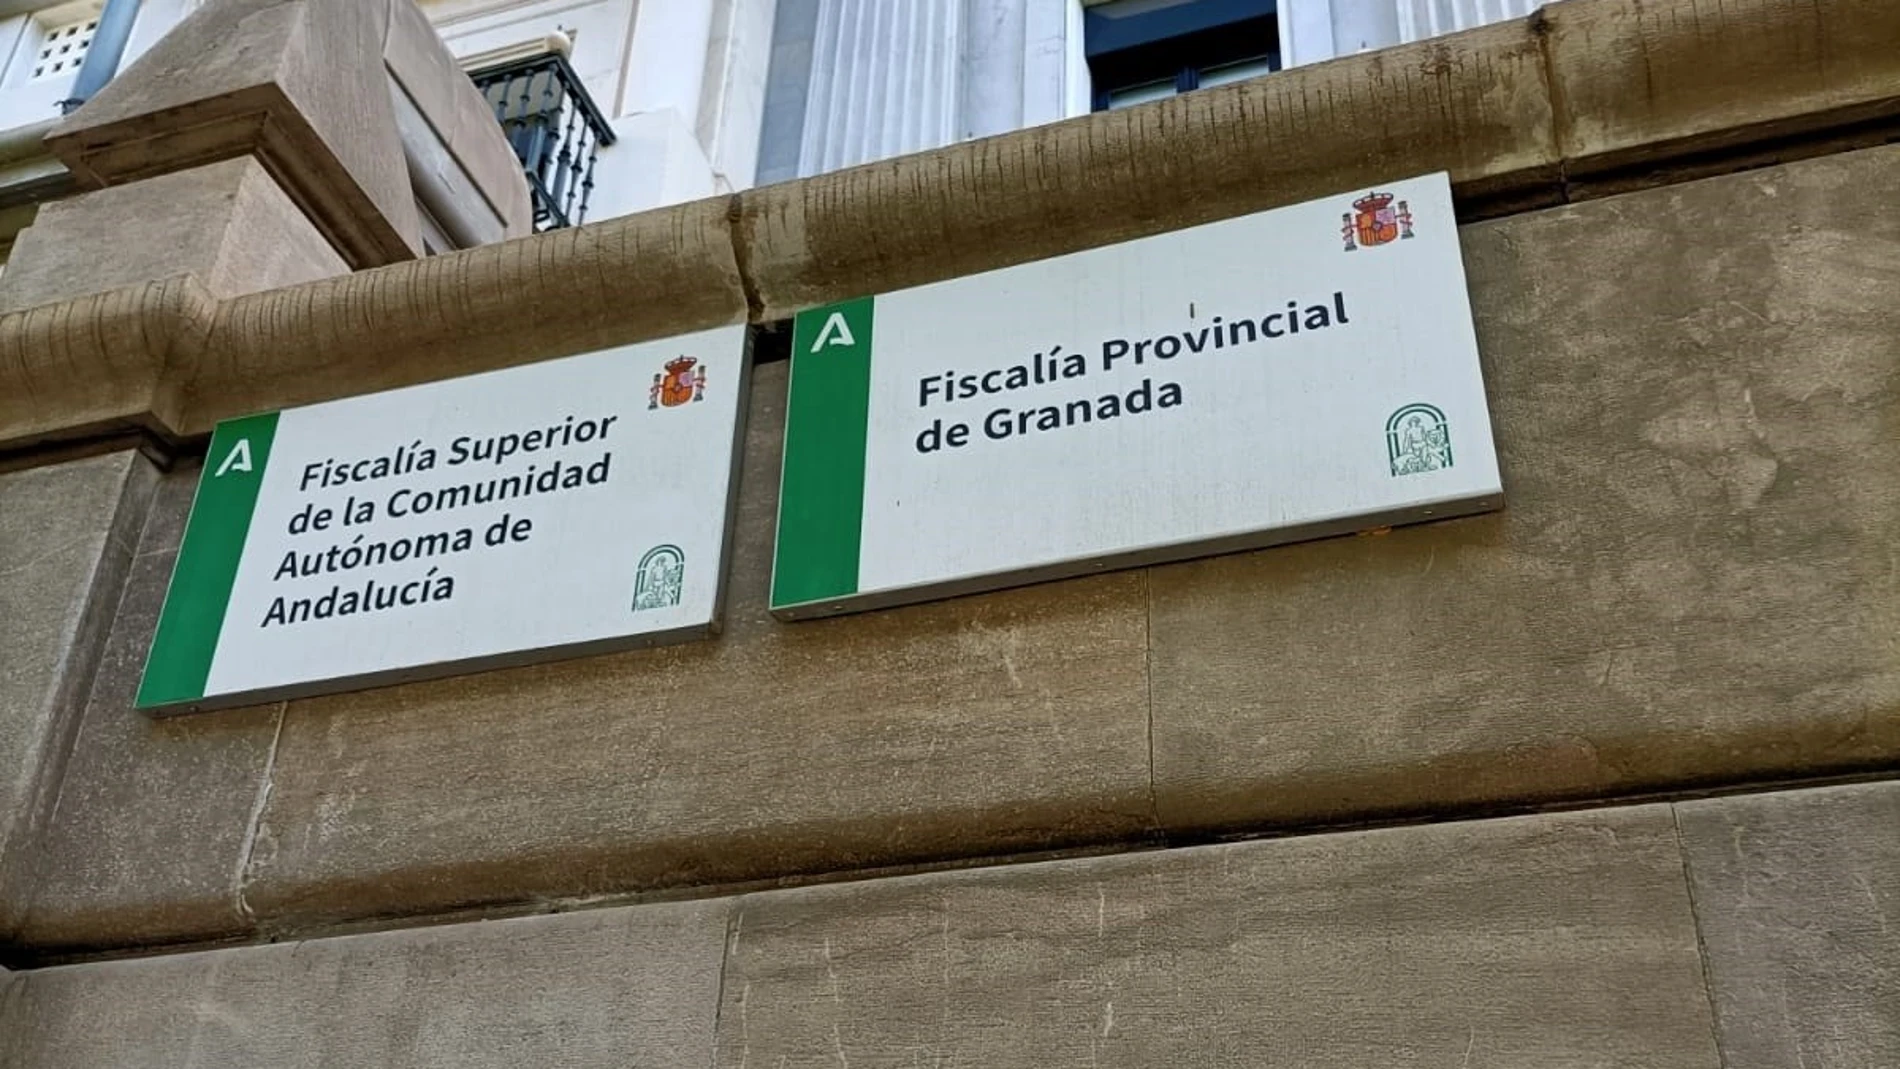 Fiscalía Superior
de la Comunidad
Autónoma de
Andalucía
Fiscalía Provincial
de Granada